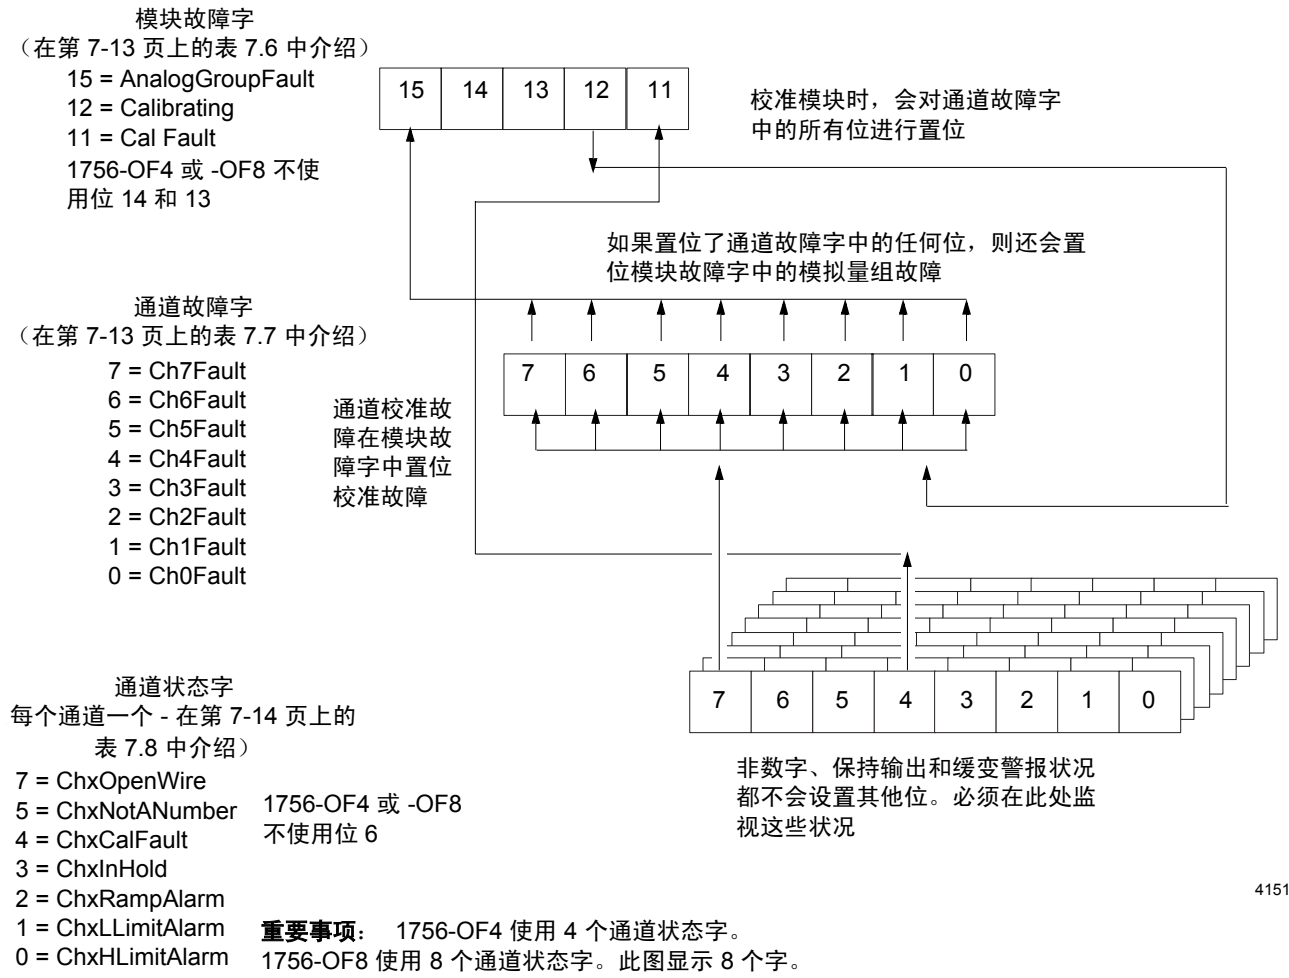 模块故障字
（在第 7-13 页上的表 7.6 中介绍）
15 = AnalogGroupFault
12 = Calibrating
11 = Cal Fault
1756-OF4 或 -OF8 不使
用位 14 和 13
15 14 13 12 11
校准模块时，会对通道故障字
中的所有位进行置位
如果置位了通道故障字中的任何位，则还会置
位模块故障字中的模拟量组故障
通道故障字
（在第 7-13 页上的表 7.7 中介绍）
7 = Ch7Fault
6 = Ch6Fault
5 = Ch5Fault
4 = Ch4Fault
3 = Ch3Fault
2 = Ch2Fault
1 = Ch1Fault
0 = Ch0Fault
7 6 5 4 3 2 1 0
通道校准故
障在模块故
障字中置位
校准故障
通道状态字
每个通道一个 - 在第 7-14 页上的
表 7.8 中介绍）
7 = ChxOpenWire
5 = ChxNotANumber
4 = ChxCalFault
3 = ChxInHold
2 = ChxRampAlarm
1 = ChxLLimitAlarm
0 = ChxHLimitAlarm
1756-OF4 或 -OF8
不使用位 6
7 6 5 4 3 2 1 0
非数字、保持输出和缓变警报状况
都不会设置其他位。必须在此处监
视这些状况
4151
重要事项： 1756-OF4 使用 4 个通道状态字。
1756-OF8 使用 8 个通道状态字。此图显示 8 个字。